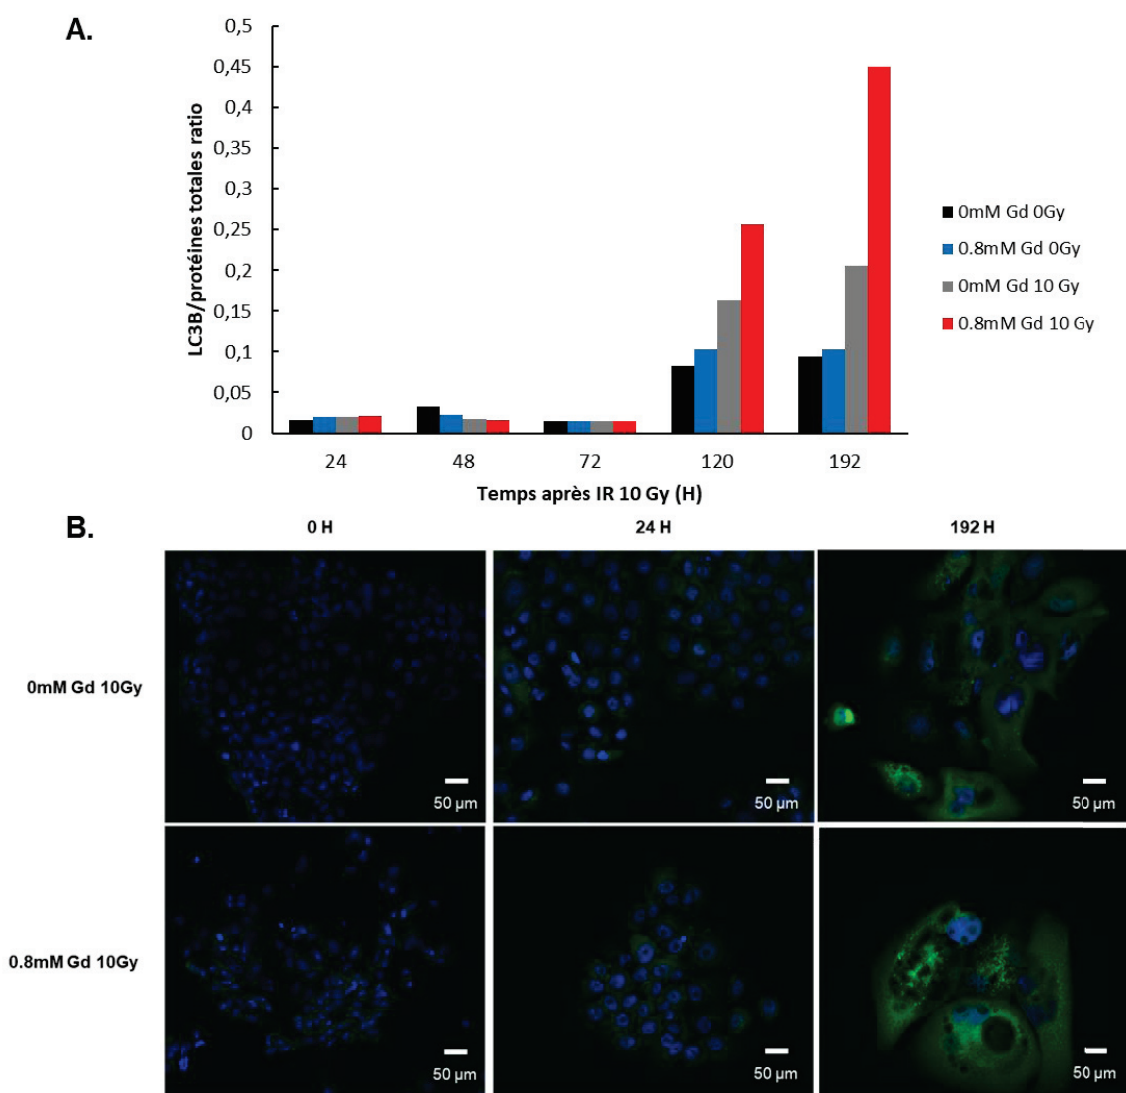 A.
0,5
0,45
0,4
0,35
0,3
0,25
0,2
0,15
0,1
0,05
0
LC3B/protéines totales ratio
24 48 72 120 192
Temps après IR 10 Gy (H)
0mM Gd 0Gy
0.8mM Gd 0Gy
0mM Gd 10 Gy
0.8mM Gd 10 Gy
B.
0 H 24 H 192 H
0mM Gd 10Gy
50 µm 50 µm 50 µm
0.8mM Gd 10Gy
50 µm 50 µm 50 µm